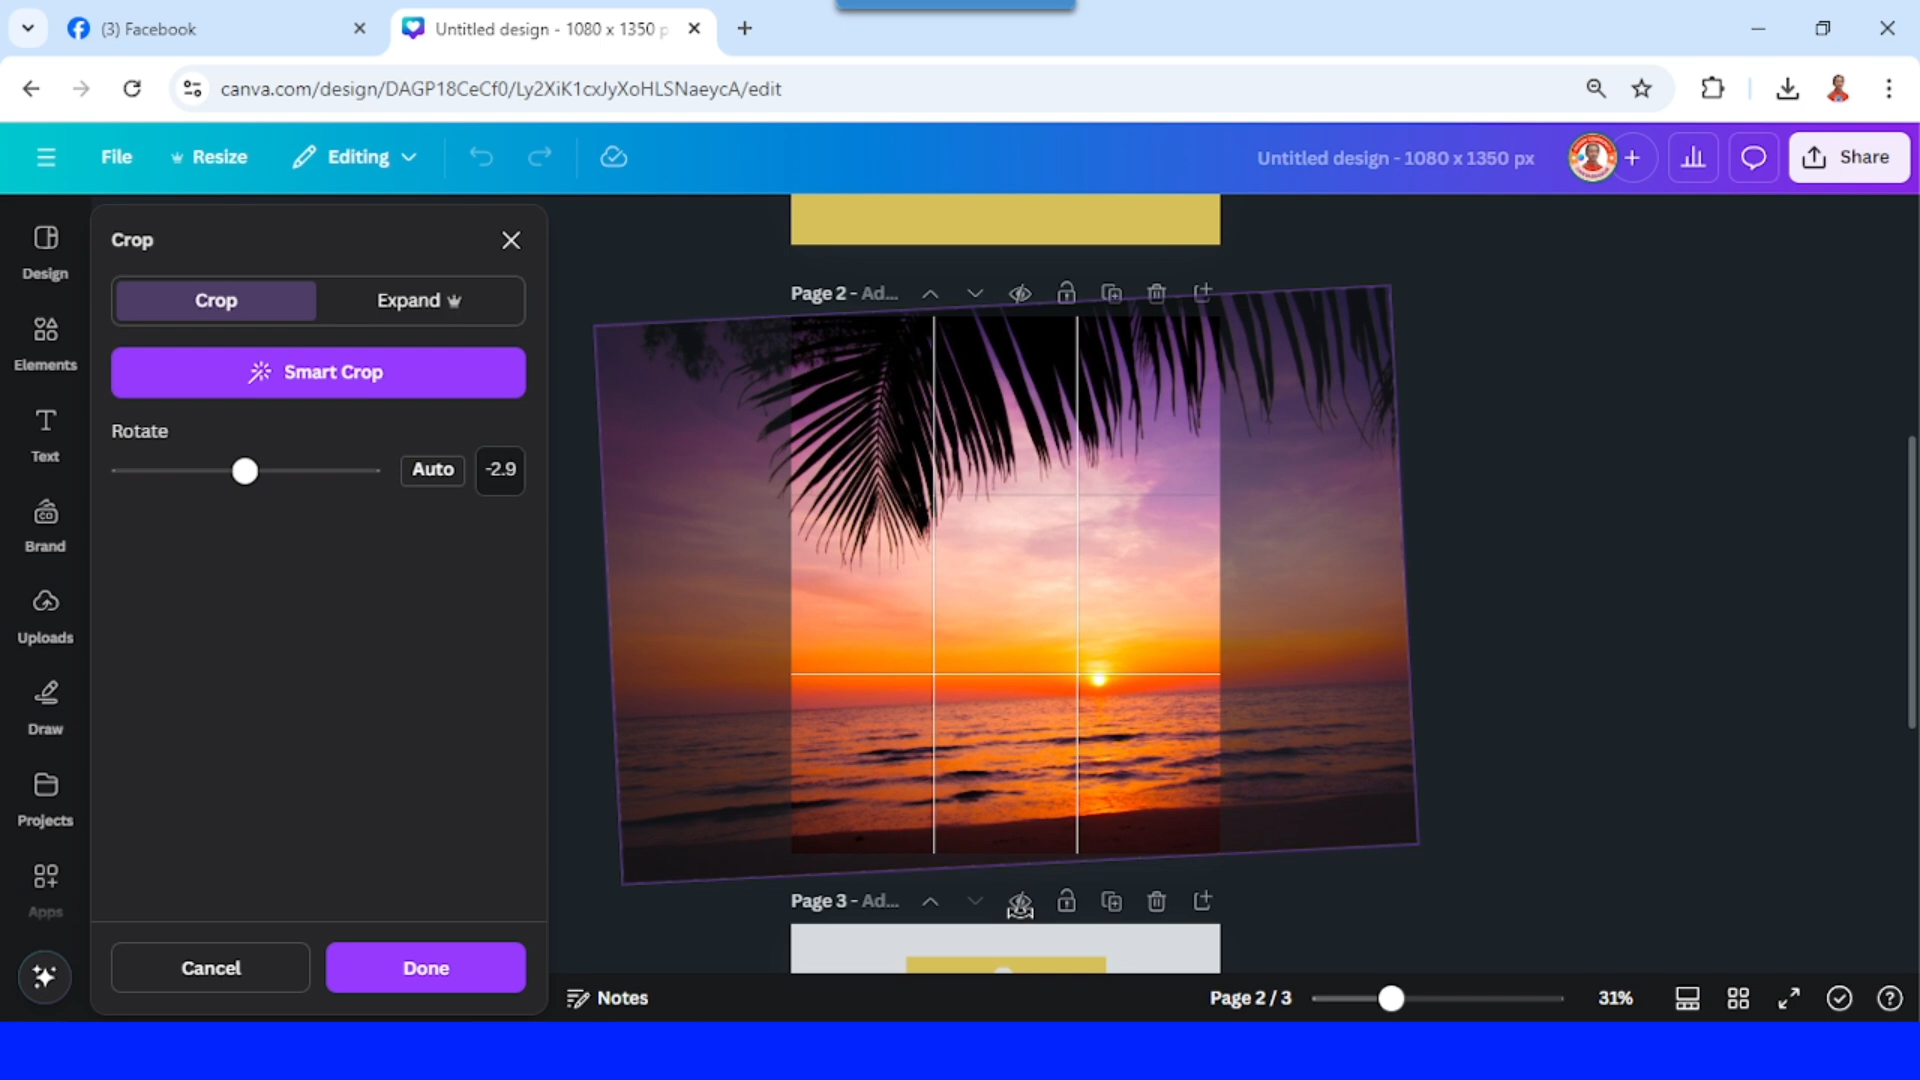 (3) Facebook
Untitled design - 1080 x 1350 p
canva.com/design/DAGP18CeCf0/Ly2XiK1cxJyXoHLSNaeycA/edit
File
Resize
Editing
Untitled design - 1080 x 1350 px
Share
Design
Elements
Text
Brand
Uploads
Draw
Projects
Apps
Crop
Crop
Expand
Smart Crop
Rotate
Auto
-2.9
Cancel
Done
Page 2 - Ad...
Page 3 - Ad...
Notes
Page 2 / 3
31%